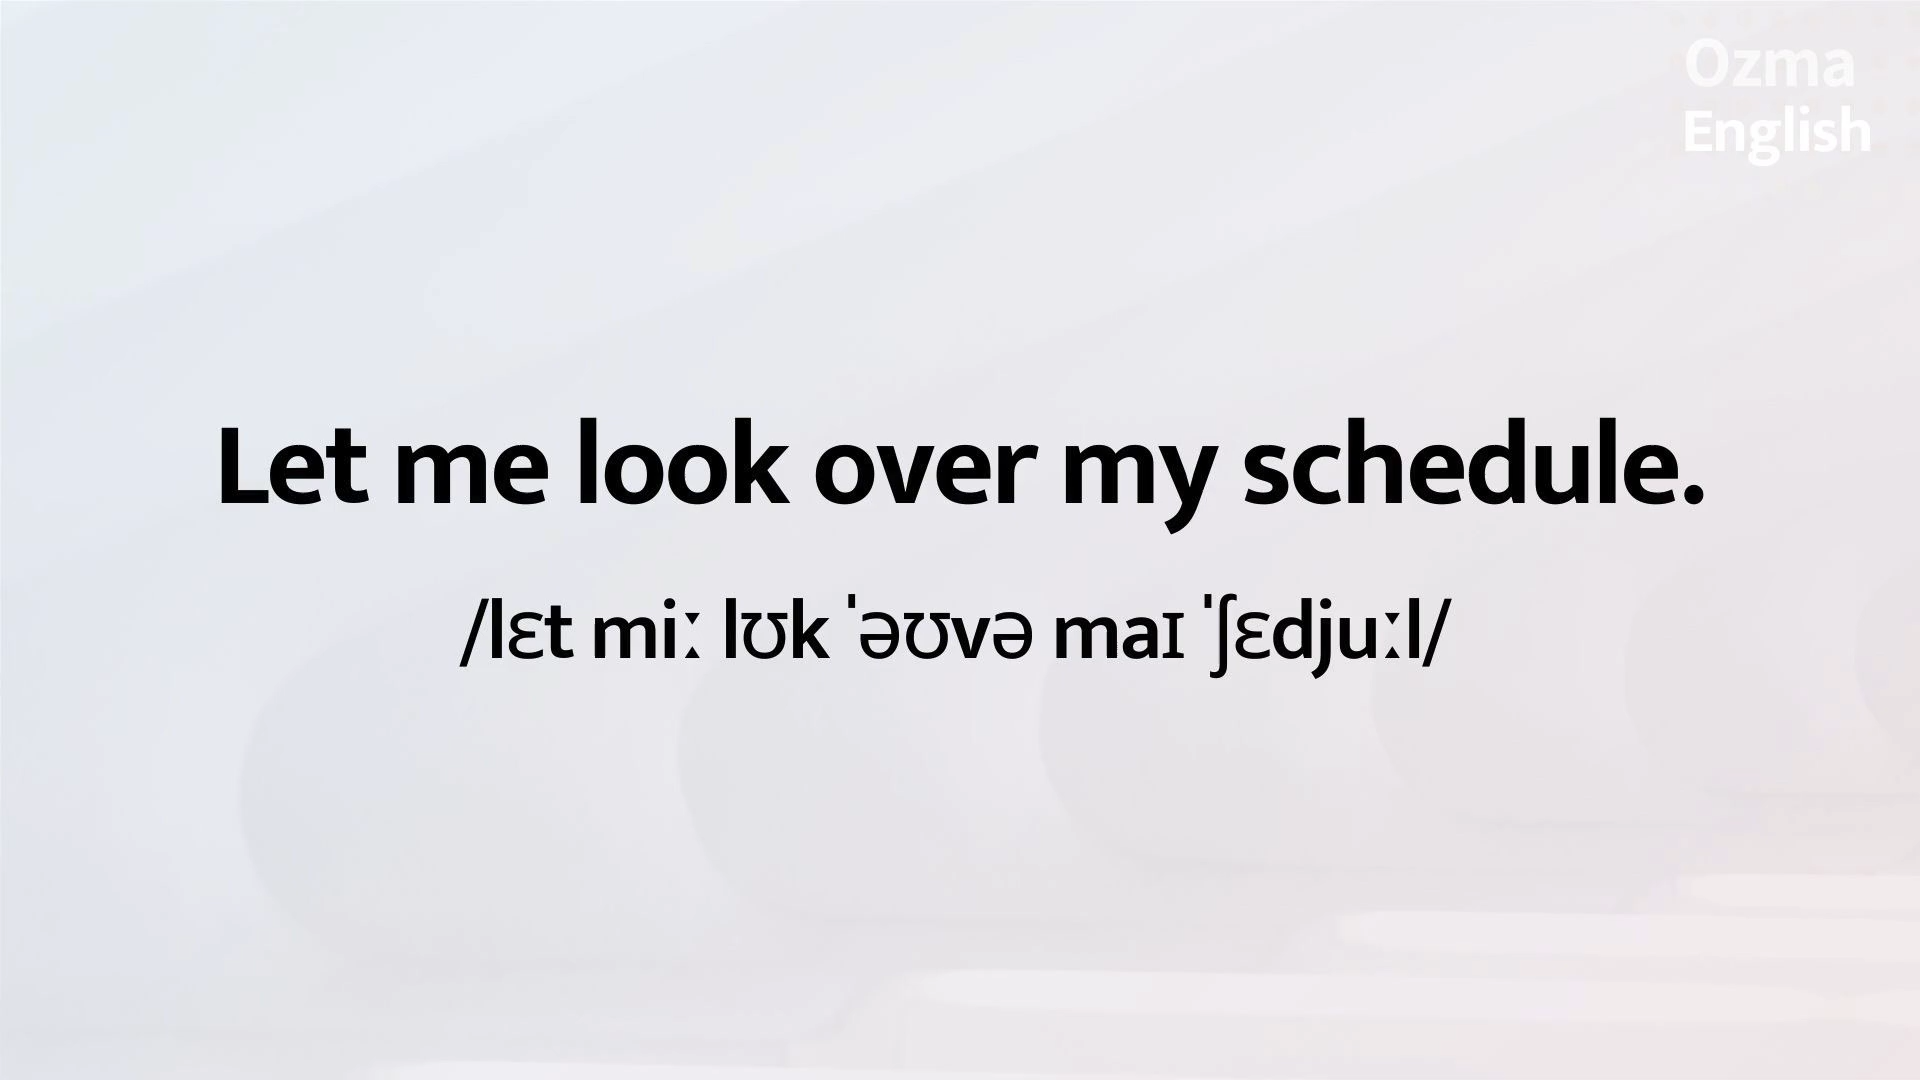 Ozma
English
Let me look over my schedule.
/lɛt miː lʊk ˈəʊvə maɪ ˈʃɛdjuːl/